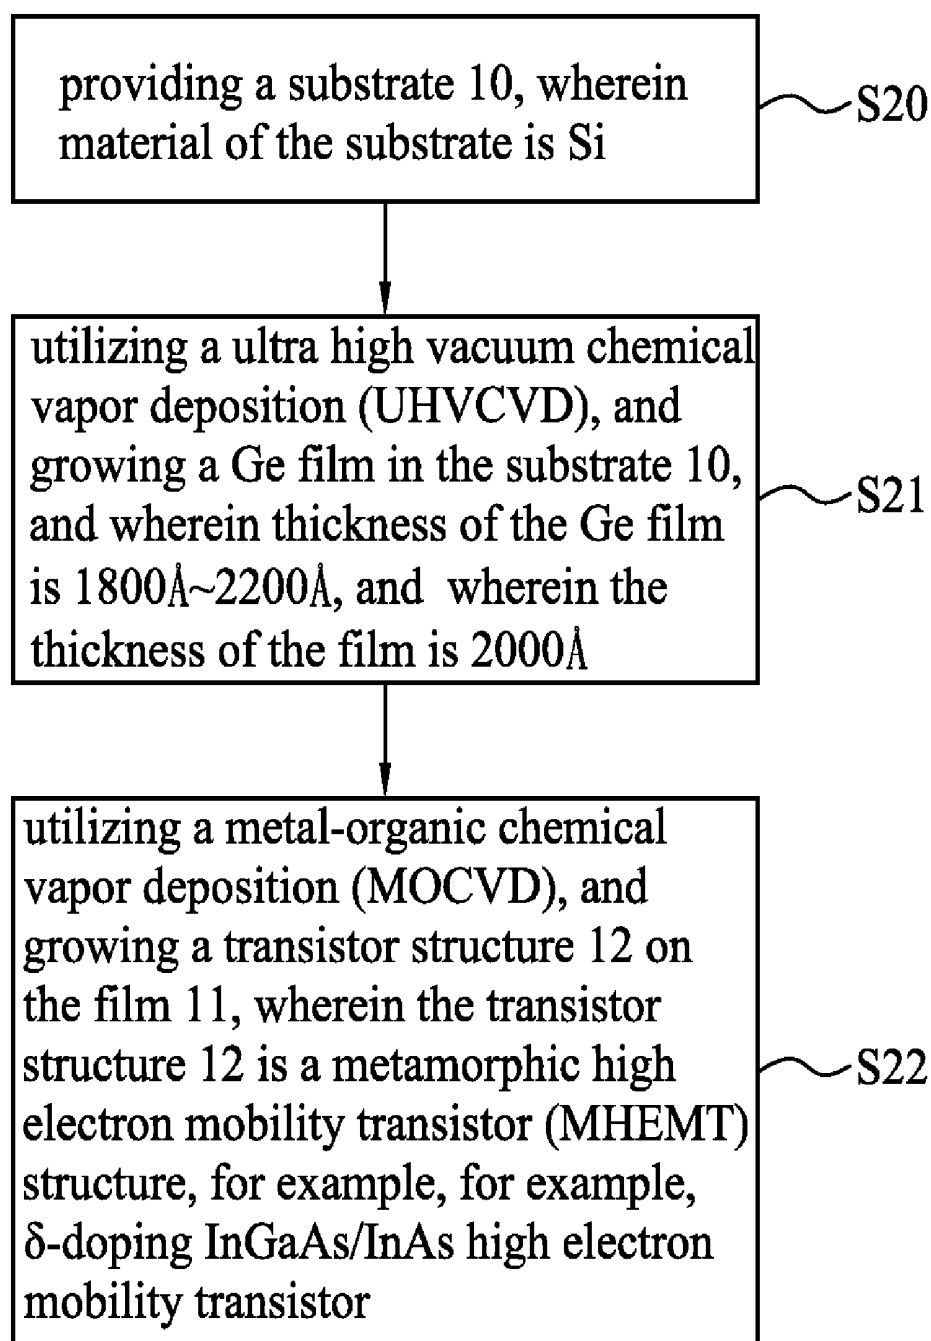 providing a substrate 10, wherein
material of the substrate is Si
S20
utilizing a ultra high vacuum chemical
vapor deposition (UHVCVD), and
growing a Ge film in the substrate 10,
and wherein thickness of the Ge film
is 1800Å~2200Å, and wherein the
thickness of the film is 2000Å
S21
utilizing a metal-organic chemical
vapor deposition (MOCVD), and
growing a transistor structure 12 on
the film 11, wherein the transistor
structure 12 is a metamorphic high
electron mobility transistor (MHEMT)
structure, for example, for example,
δ-doping InGaAs/InAs high electron
mobility transistor
S22